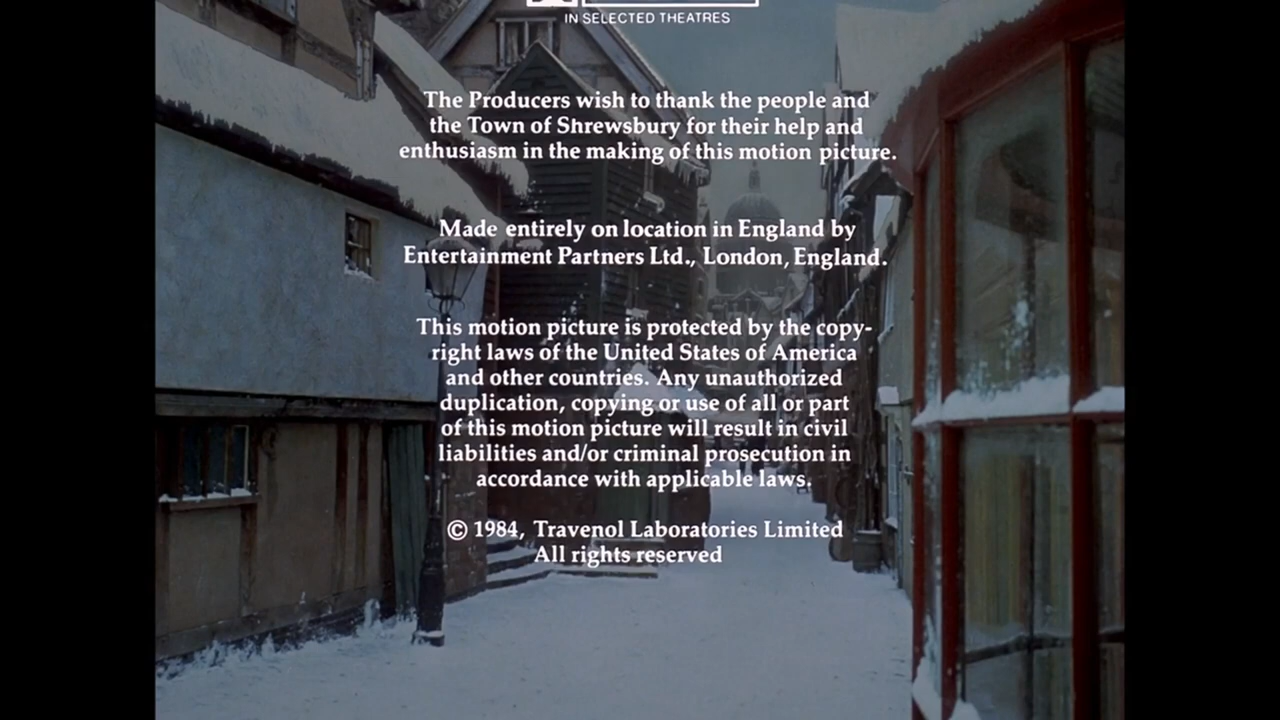 IN SELECTED THEATRES
The Producers wish to thank the people and
the Town of Shrewsbury for their help and
enthusiasm in the making of this motion picture.
Made entirely on location in England by
Entertainment Partners Ltd., London, England.
This motion picture is protected by the copy-
right laws of the United States of America
and other countries. Any unauthorized
duplication, copying or use of all or part
of this motion picture will result in civil
liabilities and/or criminal prosecution in
accordance with applicable laws.
© 1984, Travenol Laboratories Limited
All rights reserved